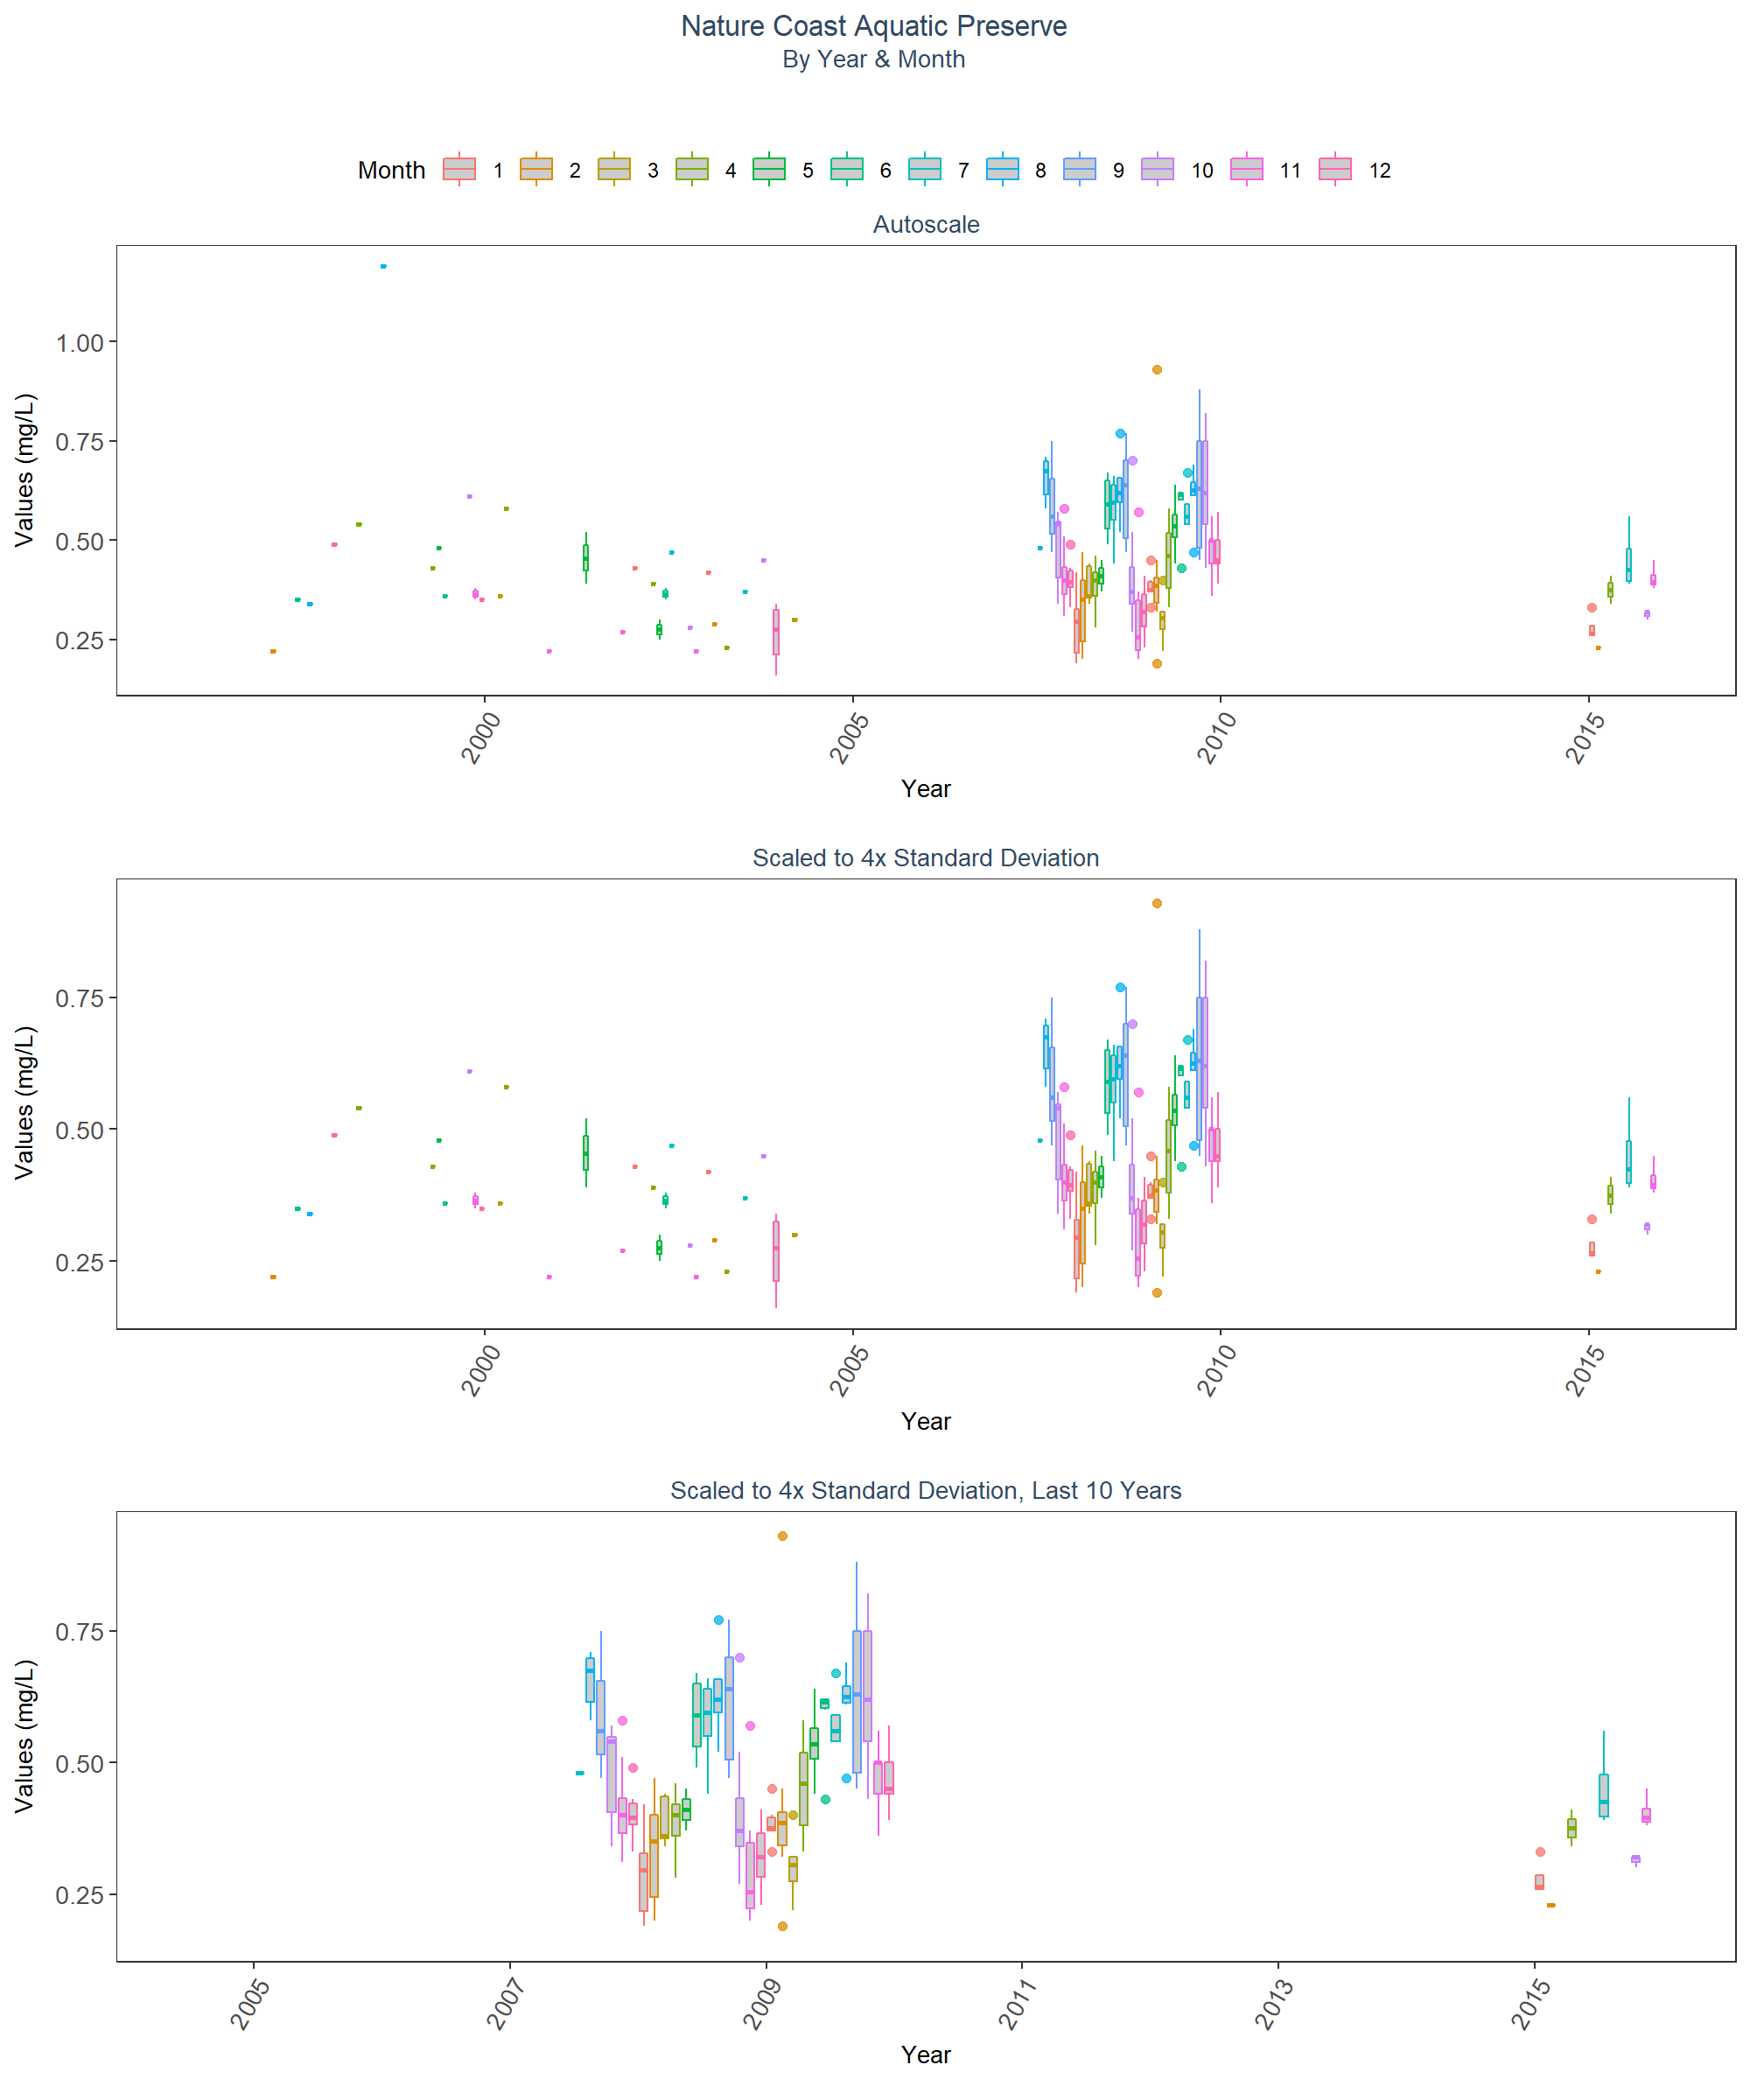 Nature Coast Aquatic Preserve
By Year & Month
Month 1 2 3 4 5 6 7 8 9 10 11 12
Autoscale
Values (mg/L)
1.00
0.75
0.50
0.25
2000 2005 2010 2015
Year
Scaled to 4x Standard Deviation
Values (mg/L)
0.75
0.50
0.25
2000 2005 2010 2015
Year
Scaled to 4x Standard Deviation, Last 10 Years
Values (mg/L)
0.75
0.50
0.25
2005 2007 2009 2011 2013 2015
Year